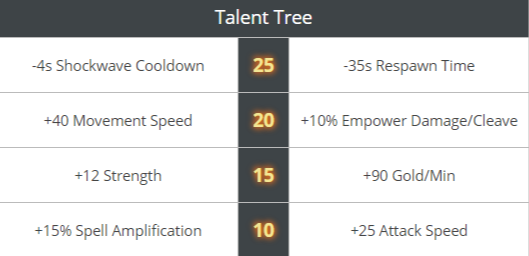 Talent Tree
-4s Shockwave Cooldown 25 -35s Respawn Time
+40 Movement Speed 20 +10% Empower Damage/Cleave
+12 Strength 15 +90 Gold/Min
+15% Spell Amplification 10 +25 Attack Speed